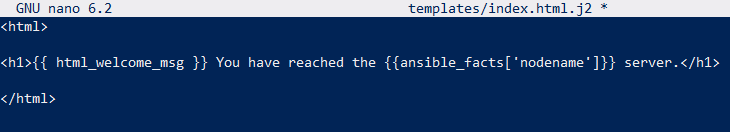 GNU nano 6.2 templates/index.html.j2 *
<html>
<h1>{{ html_welcome_msg }} You have reached the {{ansible_facts['nodename']}} server.</h1>
</html>